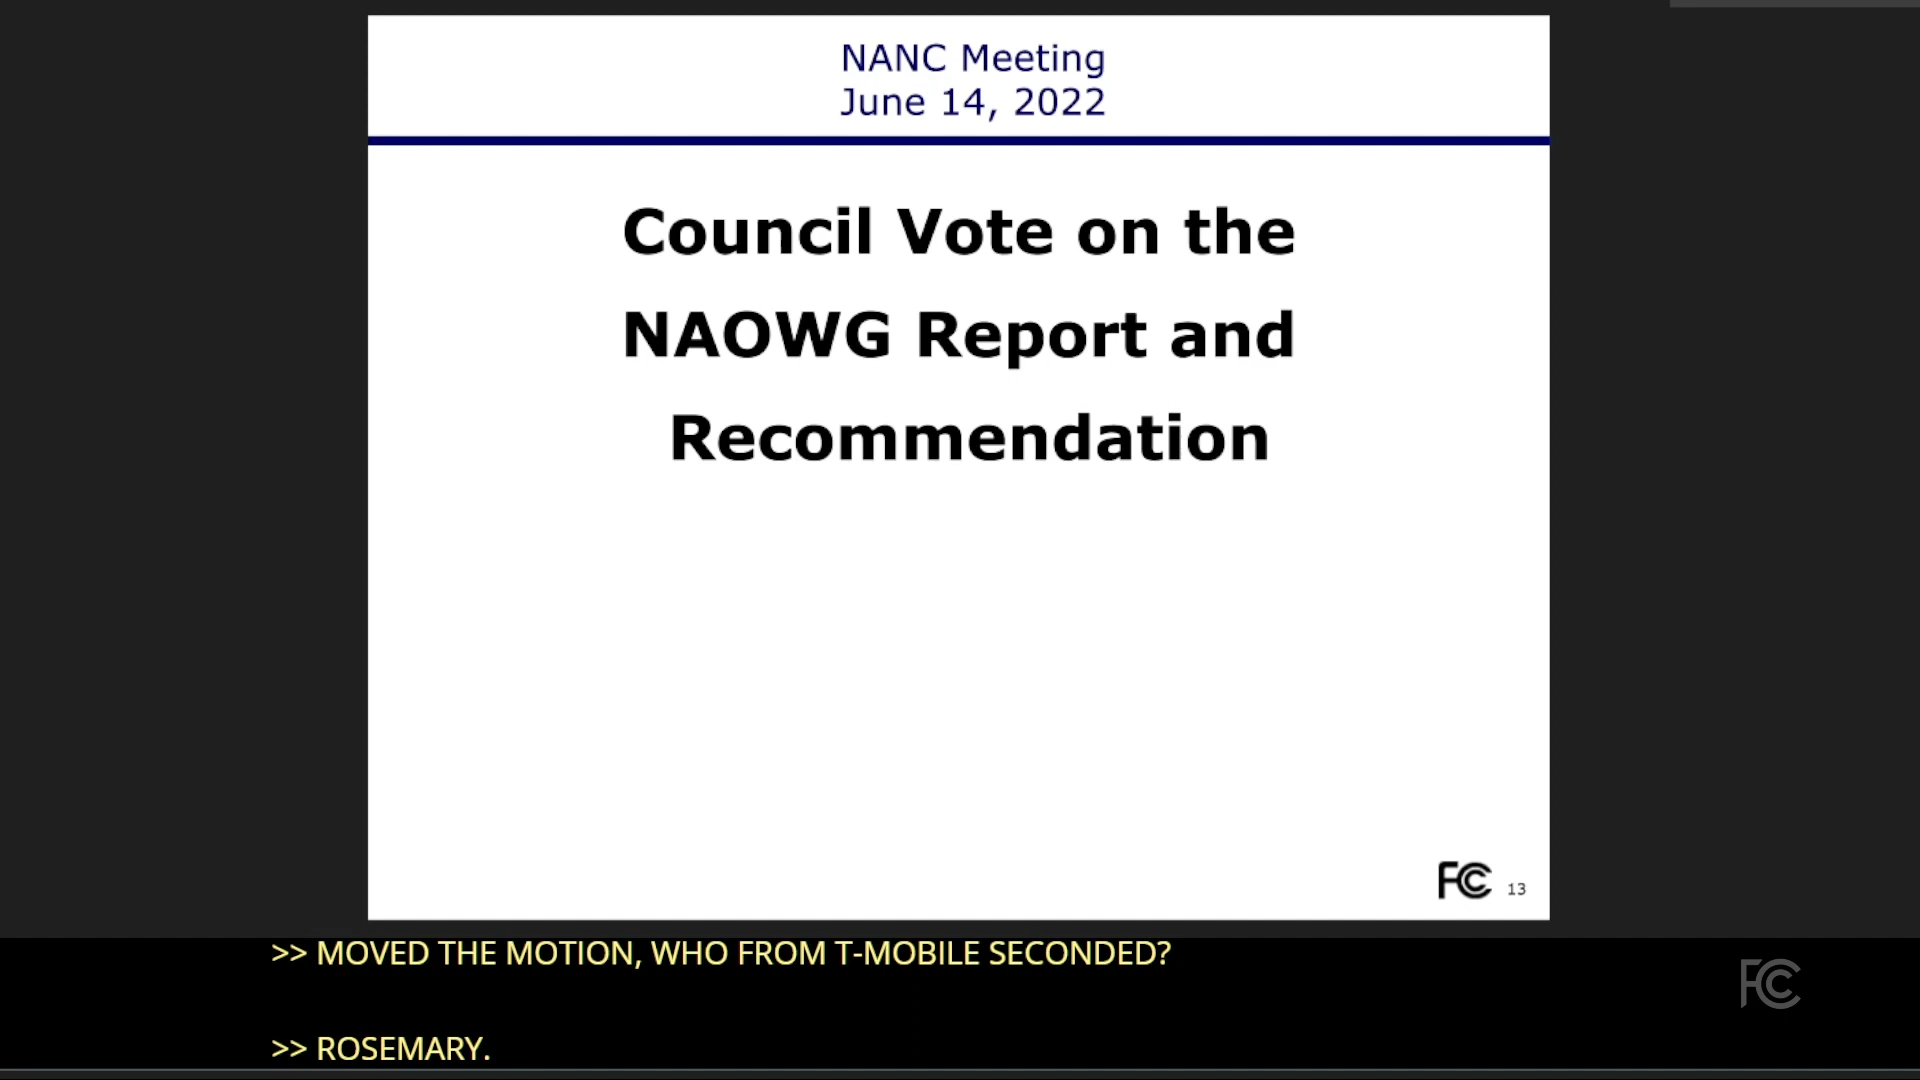 NANC Meeting
June 14, 2022
Council Vote on the
NAOWG Report and
Recommendation
FCC 13
>> MOVED THE MOTION, WHO FROM T-MOBILE SECONDED?
FCC
>> ROSEMARY.